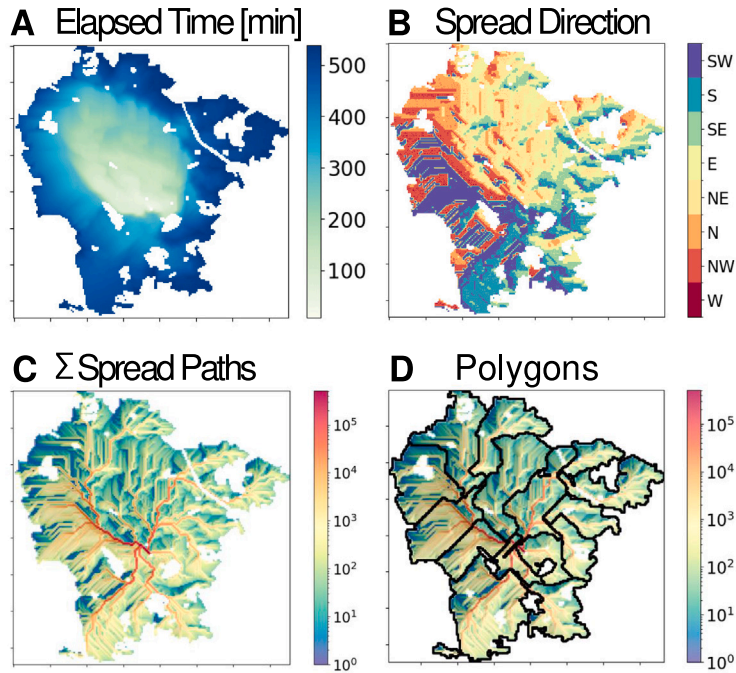 A Elapsed Time [min]
500
400
300
200
100
B Spread Direction
SW
S
SE
E
NE
N
NW
W
C Σ Spread Paths
10⁵
10⁴
10³
10²
10¹
10⁰
D Polygons
10⁵
10⁴
10³
10²
10¹
10⁰